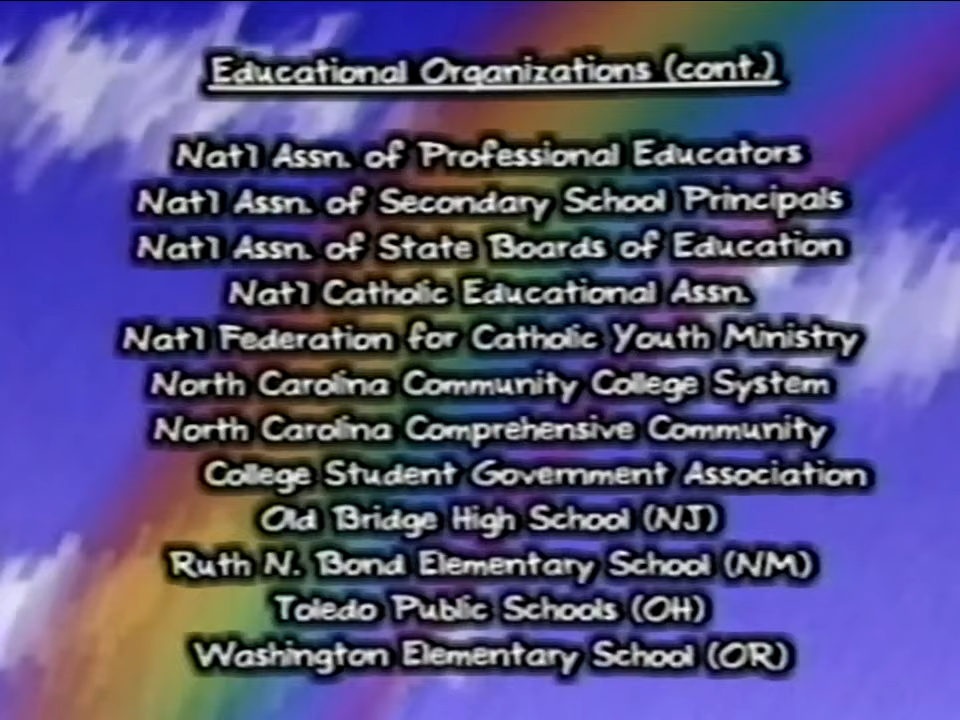 Educational Organizations (cont.)
Nat'l Assn. of Professional Educators
Nat'l Assn. of Secondary School Principals
Nat'l Assn. of State Boards of Education
Nat'l Catholic Educational Assn.
Nat'l Federation for Catholic Youth Ministry
North Carolina Community College System
North Carolina Comprehensive Community
College Student Government Association
Old Bridge High School (NJ)
Ruth N. Bond Elementary School (NM)
Toledo Public Schools (OH)
Washington Elementary School (OR)